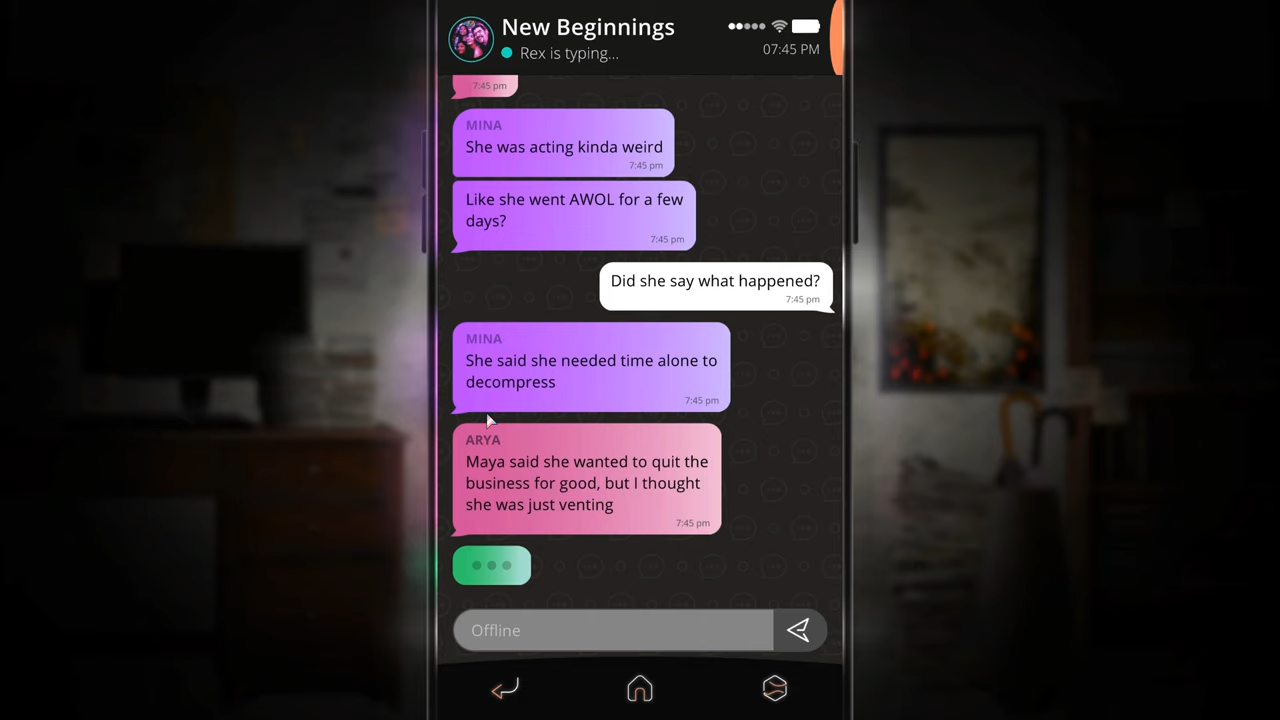 New Beginnings
Rex is typing...
07:45 PM
7:45 pm
MINA
She was acting kinda weird
7:45 pm
Like she went AWOL for a few
days?
7:45 pm
Did she say what happened?
7:45 pm
MINA
She said she needed time alone to
decompress
7:45 pm
ARYA
Maya said she wanted to quit the
business for good, but I thought
she was just venting
7:45 pm
Offline